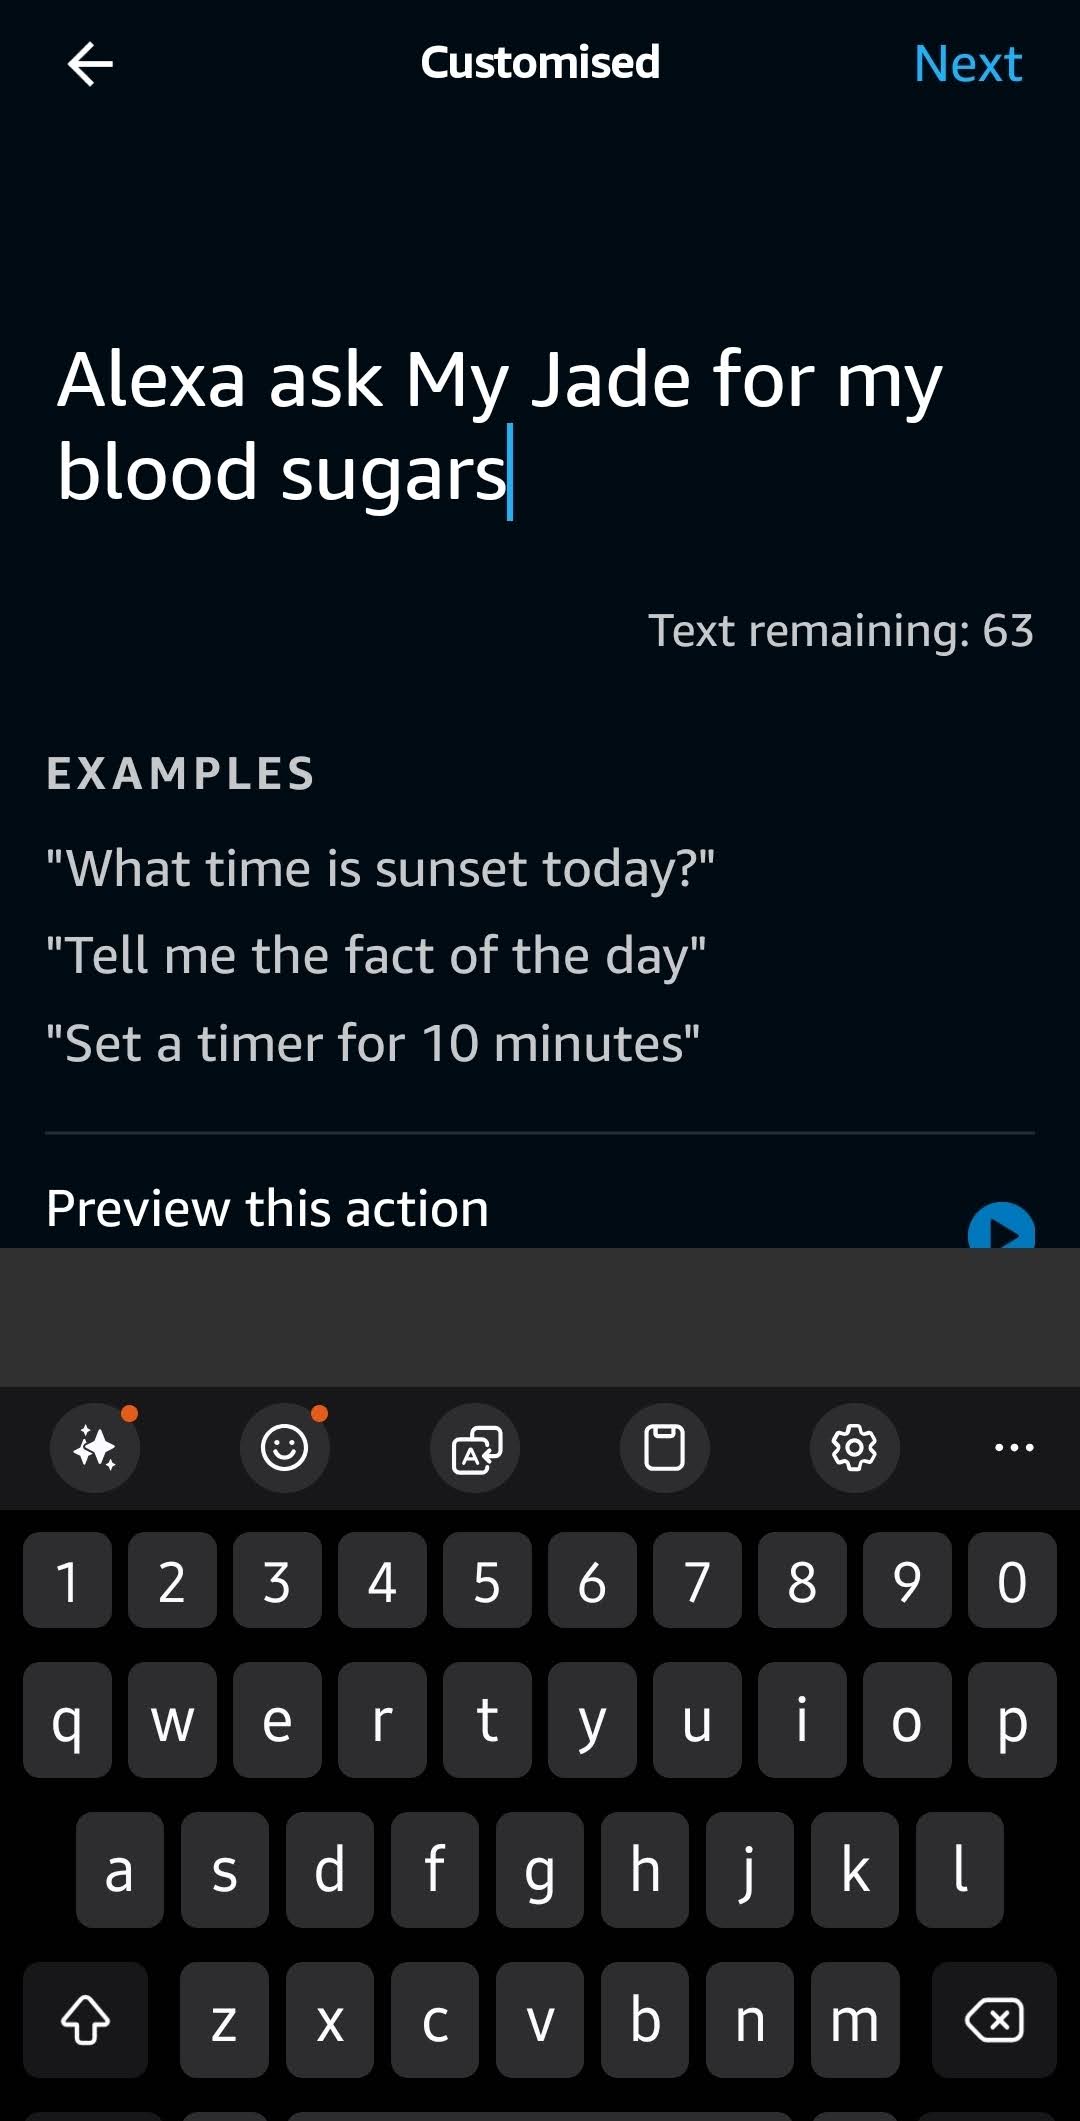 Customised Next
Alexa ask My Jade for my
blood sugars
Text remaining: 63
EXAMPLES
"What time is sunset today?"
"Tell me the fact of the day"
"Set a timer for 10 minutes"
Preview this action
A
1 2 3 4 5 6 7 8 9 0
q w e r t y u i o p
a s d f g h j k l
z x c v b n m